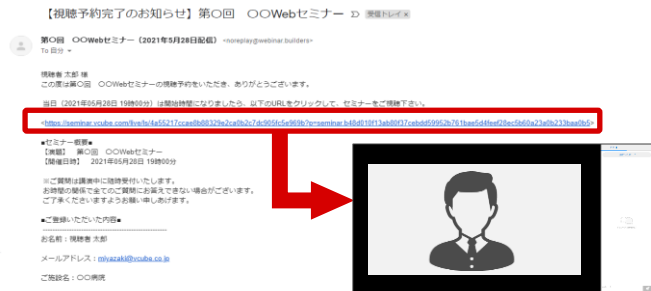 【視聴予約完了のお知らせ】第〇回 〇〇Webセミナー
受信トレイ×
第〇回 〇〇Webセミナー（2021年5月28日配信） <noreplay@webinar.builders>
To 自分
視聴者 太郎 様
この度は第〇回 〇〇Webセミナーの視聴予約をいただき、ありがとうございます。
当日（2021年05月28日 19時00分）は開始時間になりましたら、以下のURLをクリックして、セミナーをご視聴下さい。
■セミナー概要■
【演題】 第〇回 〇〇Webセミナー
【開催日時】 2021年05月28日 19時00分
※ご質問は講演中に随時受付いたします。
お時間の関係で全てのご質問にお答えできない場合がございます。
ご了承くださいますようお願い申しあげます。
■ご登録いただいた内容■
お名前：視聴者 太郎
メールアドレス：miyazaki@vcube.co.jp
ご施設名：〇〇病院